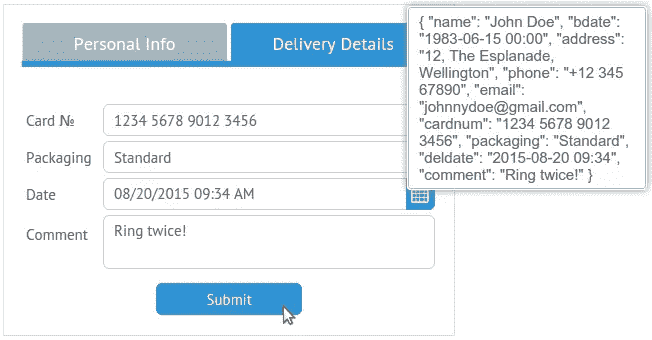 Personal Info
Delivery Details
Card №
1234 5678 9012 3456
Packaging
Standard
Date
08/20/2015 09:34 AM
Comment
Ring twice!
Submit
{ "name": "John Doe", "bdate":
"1983-06-15 00:00", "address":
"12, The Esplanade,
Wellington", "phone": "+12 345
67890", "email":
"johnnydoe@gmail.com",
"cardnum": "1234 5678 9012
3456", "packaging": "Standard",
"deldate": "2015-08-20 09:34",
"comment": "Ring twice!" }